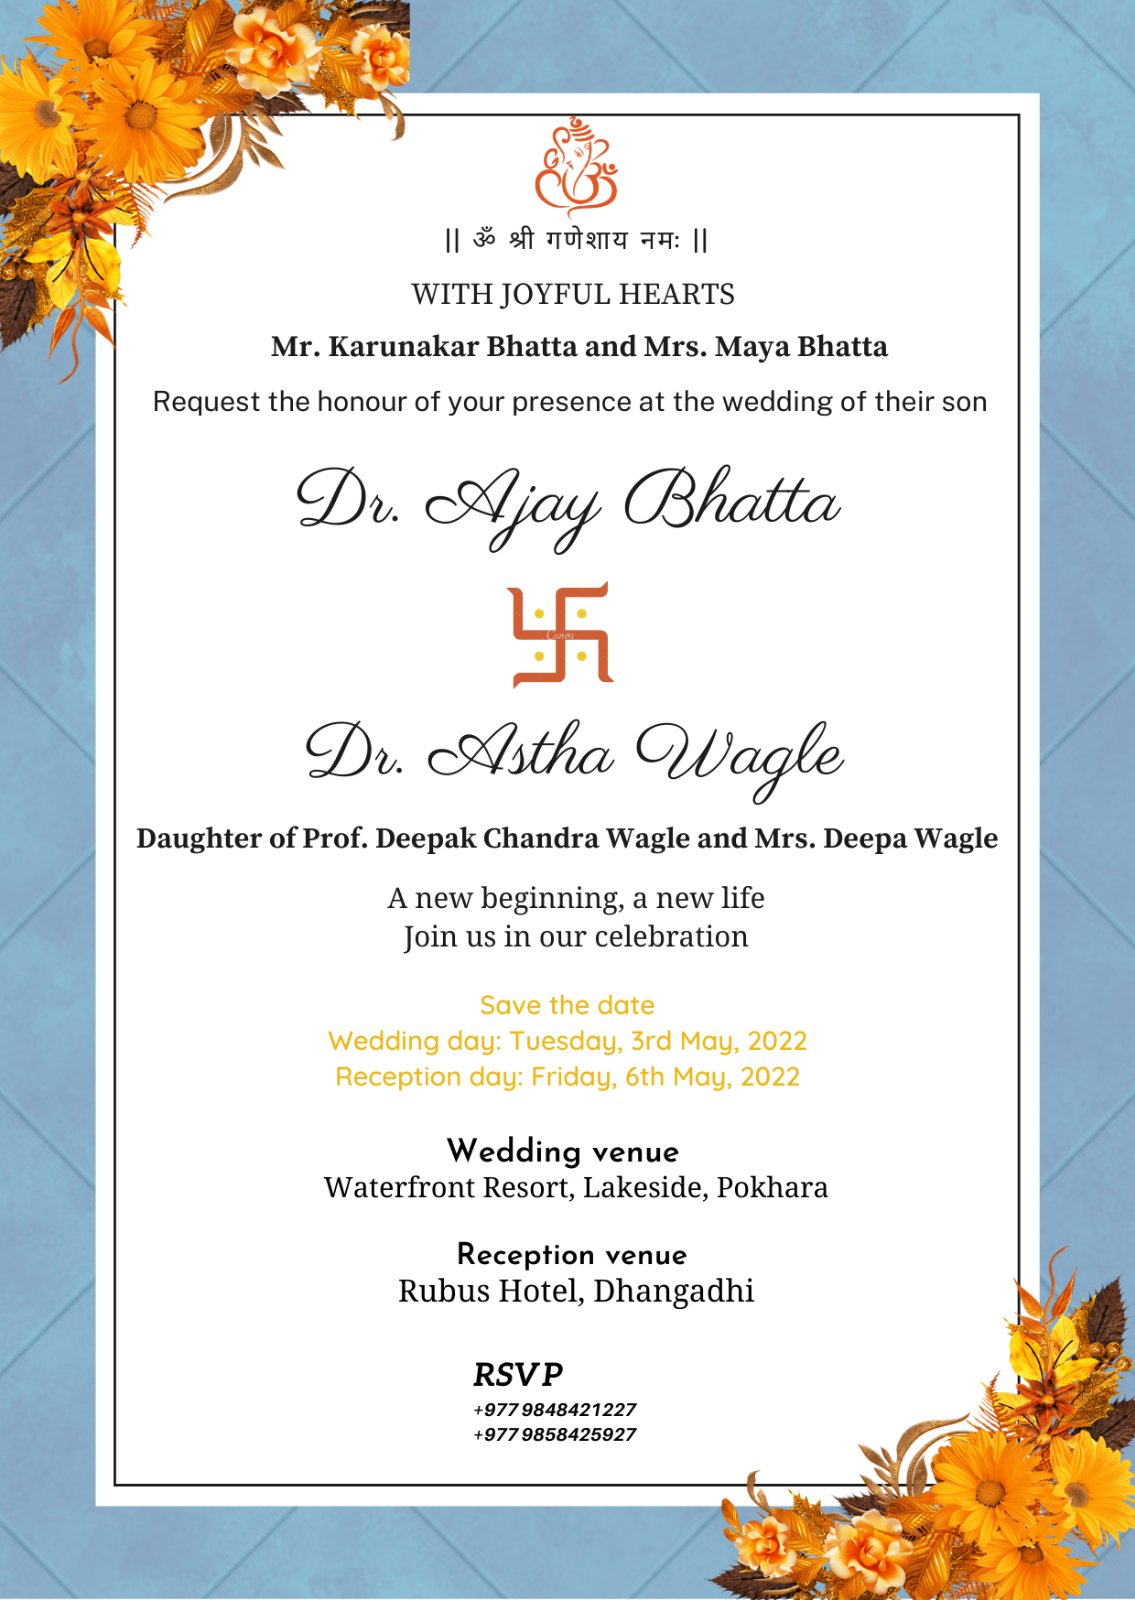 || ॐ श्री गणेशाय नमः ||
WITH JOYFUL HEARTS
Mr. Karunakar Bhatta and Mrs. Maya Bhatta
Request the honour of your presence at the wedding of their son
Dr. Ajay Bhatta
Canva
Dr. Astha Wagle
Daughter of Prof. Deepak Chandra Wagle and Mrs. Deepa Wagle
A new beginning, a new life
Join us in our celebration
Save the date
Wedding day: Tuesday, 3rd May, 2022
Reception day: Friday, 6th May, 2022
Wedding venue
Waterfront Resort, Lakeside, Pokhara
Reception venue
Rubus Hotel, Dhangadhi
RSVP
+977 9848421227
+977 9858425927